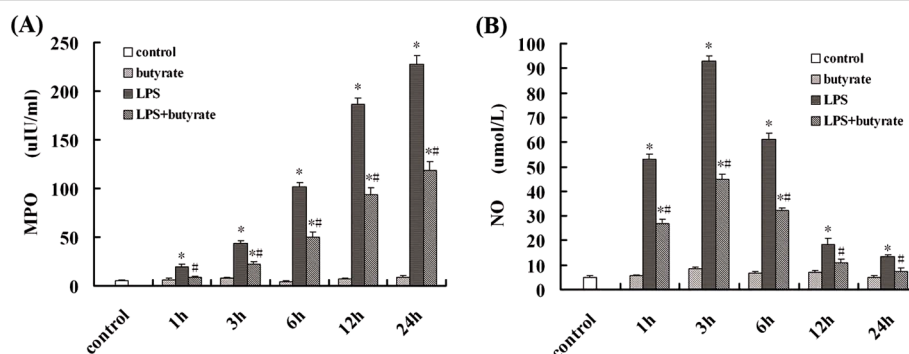 (A)
MPO (uIU/ml)
250
200
150
100
50
0
control
butyrate
LPS
LPS+butyrate
*
#
*
*#
*
*#
*
*#
*
*#
control
1h
3h
6h
12h
24h
(B)
NO (umol/L)
100
90
80
70
60
50
40
30
20
10
0
control
butyrate
LPS
LPS+butyrate
*
*#
*
*#
*
*#
*
#
*
#
control
1h
3h
6h
12h
24h